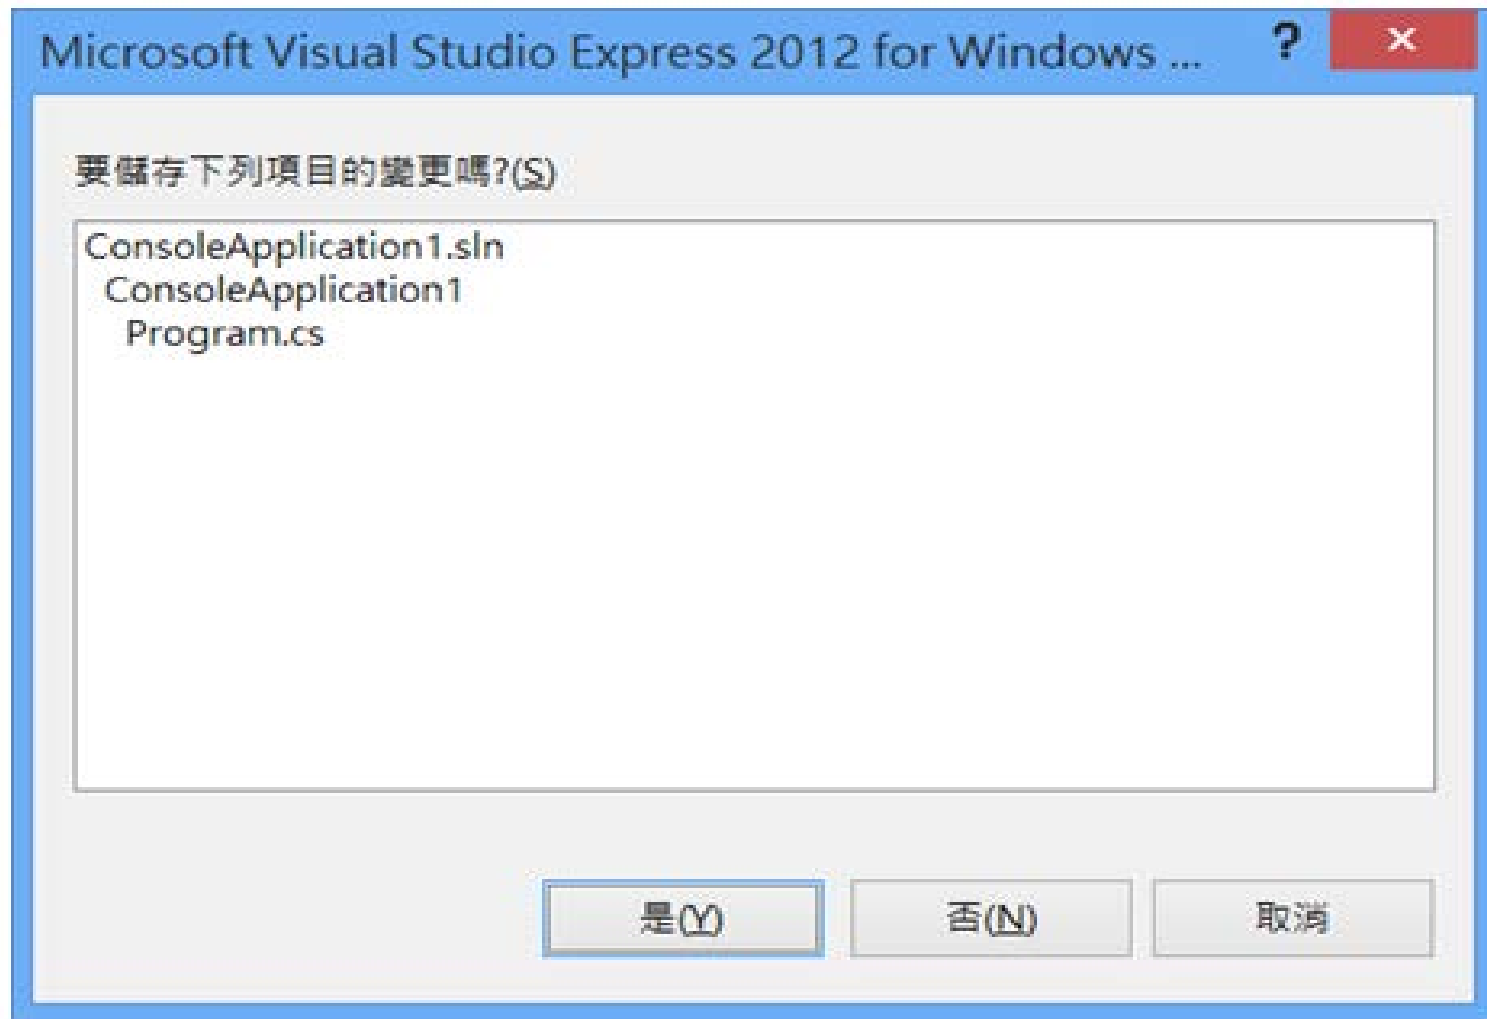 Microsoft Visual Studio Express 2012 for Windows ...
要儲存下列項目的變更嗎?(S)
ConsoleApplication1.sln
ConsoleApplication1
Program.cs
是(Y) 否(N) 取消